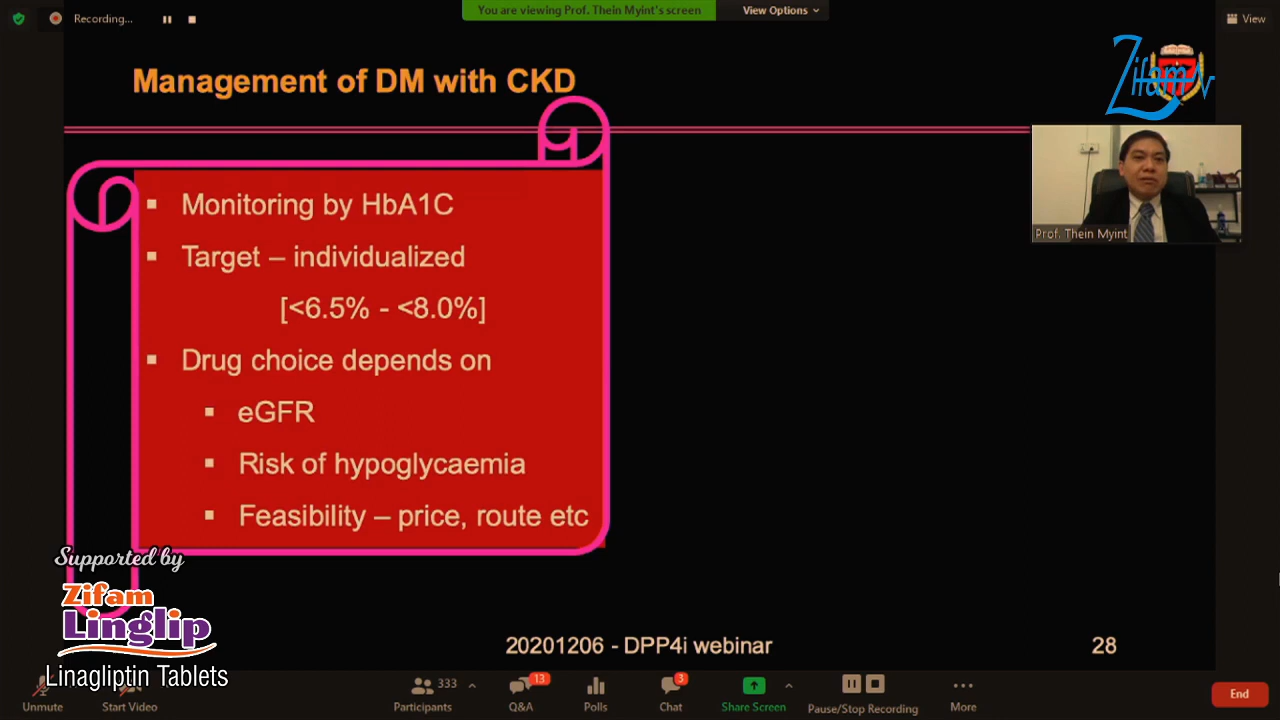 Recording...
You are viewing Prof. Thein Myint's screen
View Options
View
Management of DM with CKD
Zifam
Prof. Thein Myint
Monitoring by HbA1C
Target – individualized
[<6.5% - <8.0%]
Drug choice depends on
eGFR
Risk of hypoglycaemia
Feasibility – price, route etc
Supported by
Zifam
Linglip
Linagliptin Tablets
20201206 - DPP4i webinar
28
Unmute
Start Video
333
Participants
13
Q&A
Polls
3
Chat
Share Screen
Pause/Stop Recording
More
End